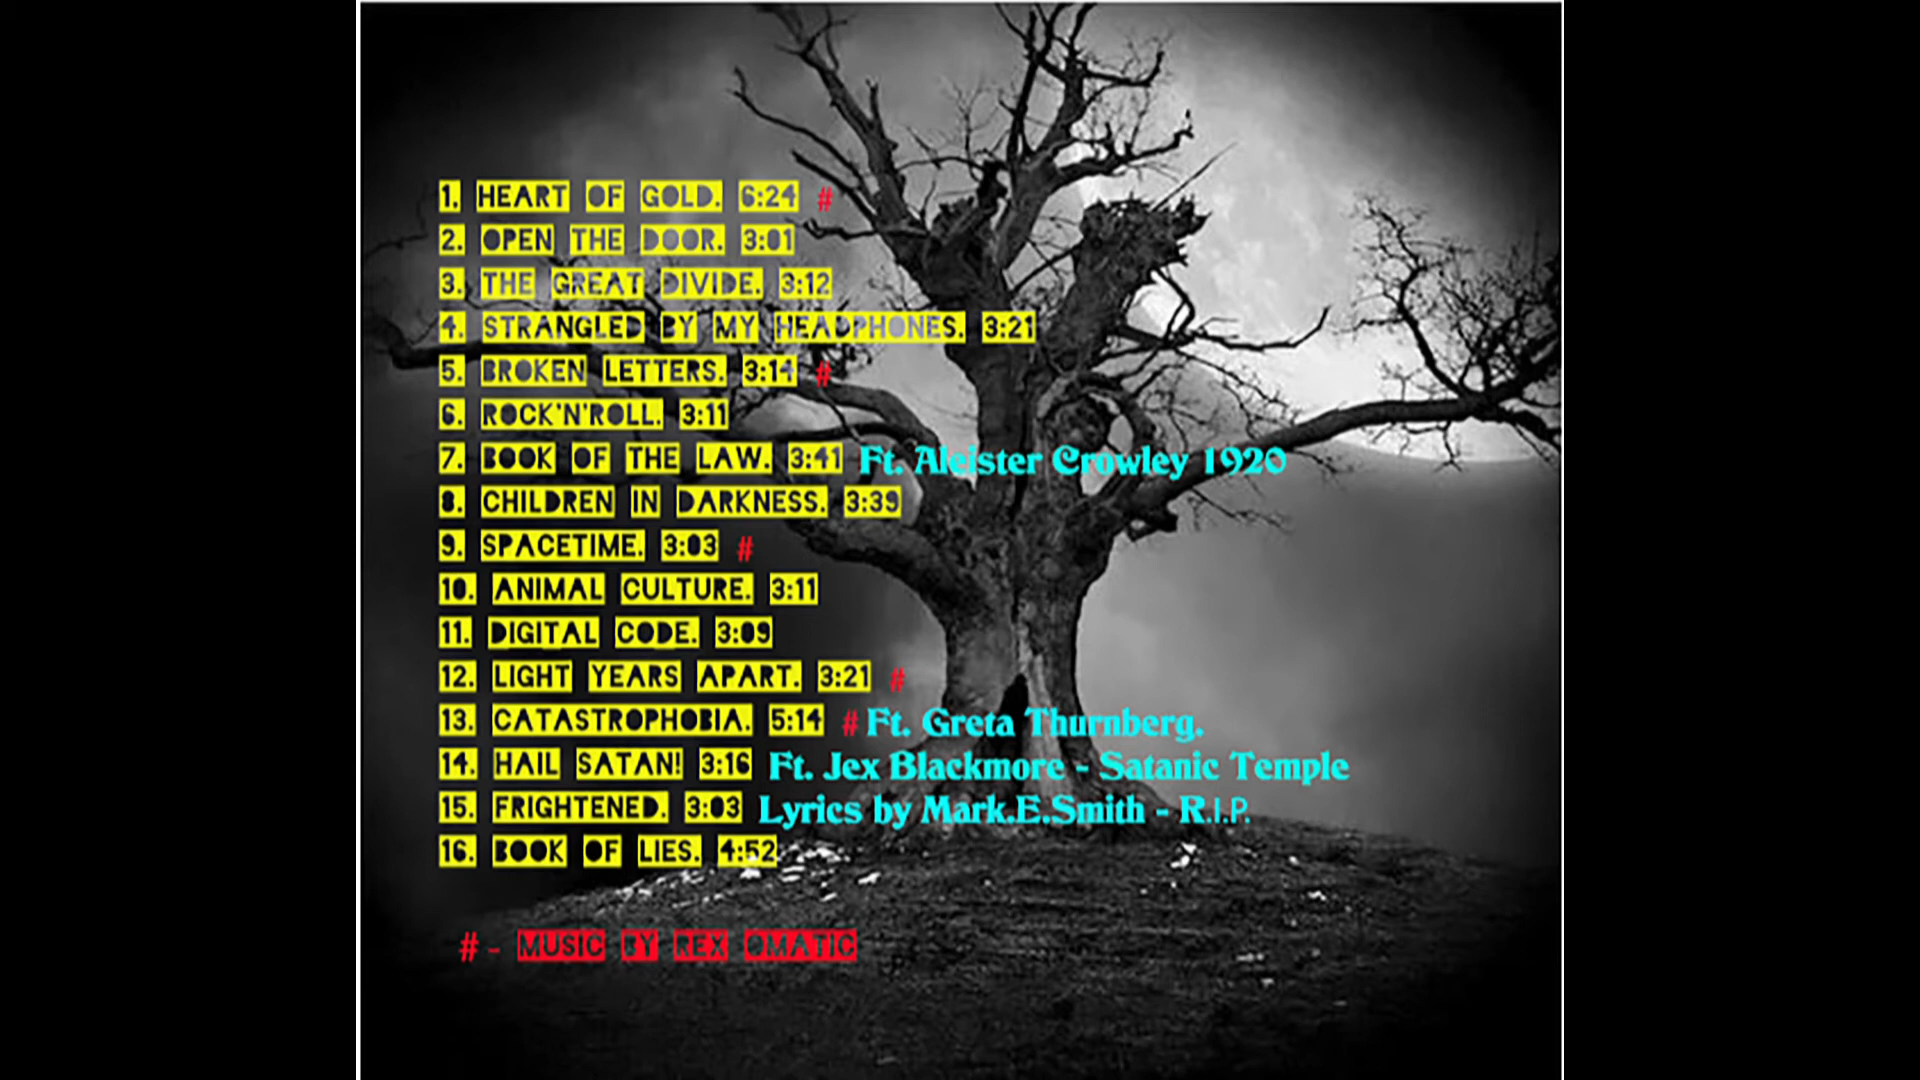 1. HEART OF GOLD. 6:24 #
2. OPEN THE DOOR. 3:01
3. THE GREAT DIVIDE. 3:12
4. STRANGLED BY MY HEADPHONES. 3:21
5. BROKEN LETTERS. 3:14 #
6. ROCK'N'ROLL. 3:11
7. BOOK OF THE LAW. 3:41 Ft. Aleister Crowley 1920
8. CHILDREN IN DARKNESS. 3:39
9. SPACETIME. 3:03 #
10. ANIMAL CULTURE. 3:11
11. DIGITAL CODE. 3:09
12. LIGHT YEARS APART. 3:21 #
13. CATASTROPHOBIA. 5:14 # Ft. Greta Thurnberg.
14. HAIL SATAN! 3:16 Ft. Jex Blackmore - Satanic Temple
15. FRIGHTENED. 3:03 Lyrics by Mark.E.Smith - R.I.P.
16. BOOK OF LIES. 4:52
# - MUSIC BY REX OMATIC